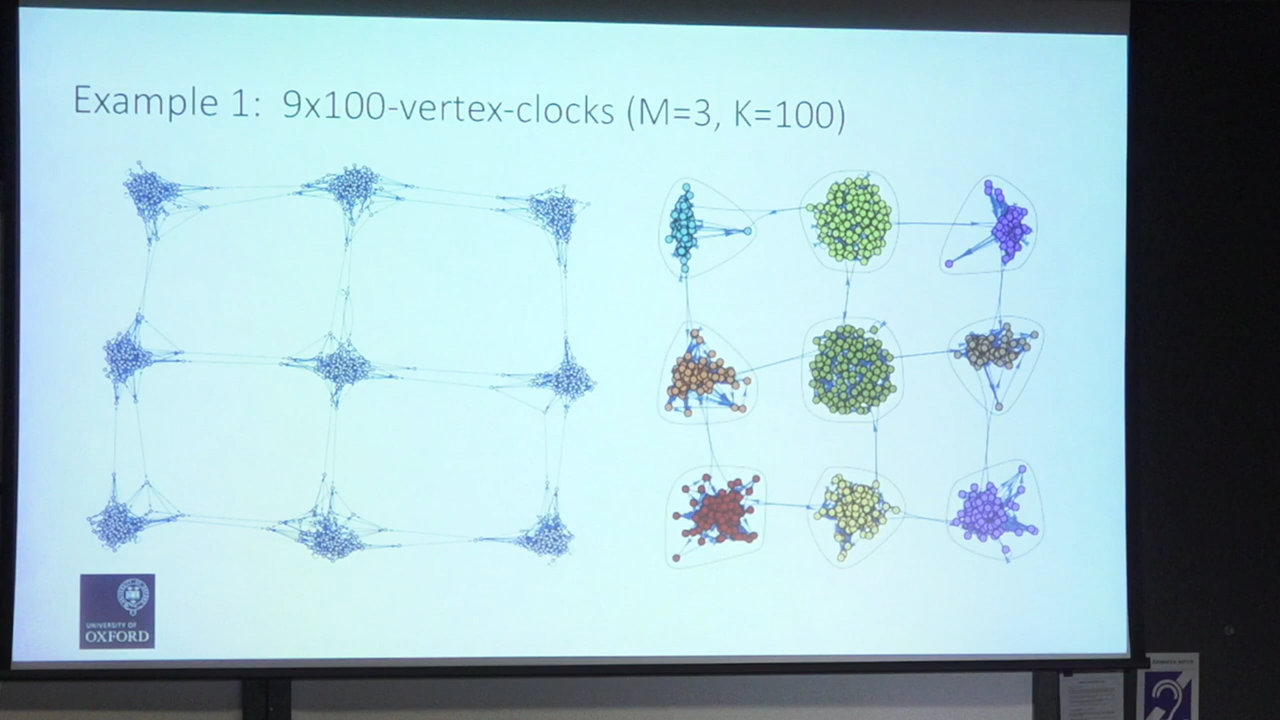 Example 1: 9x100-vertex-clocks (M=3, K=100)
UNIVERSITY OF
OXFORD